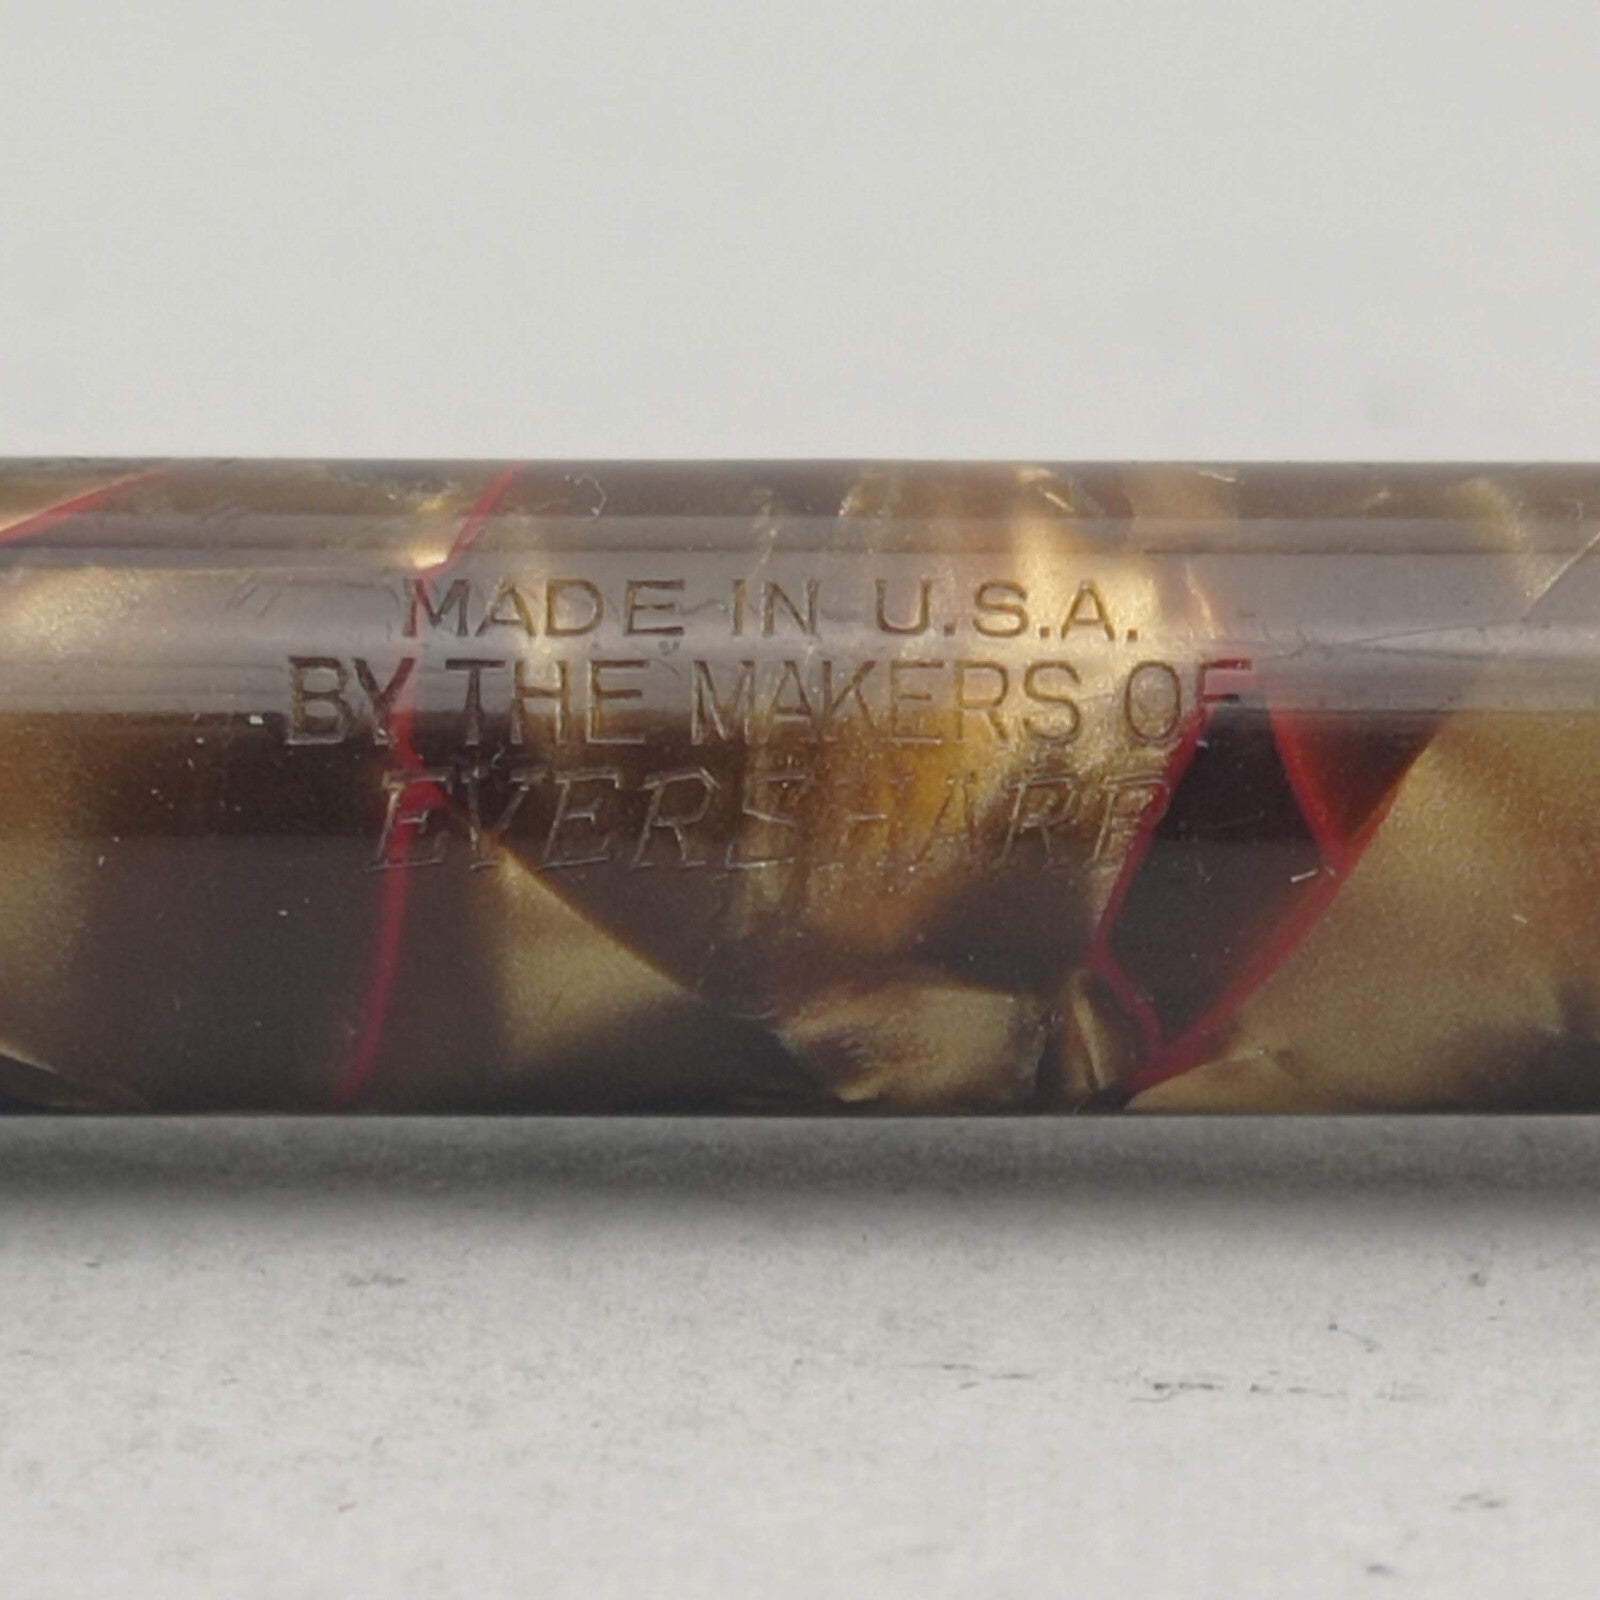 MADE IN U.S.A.
BY THE MAKERS OF
EVERSHARP